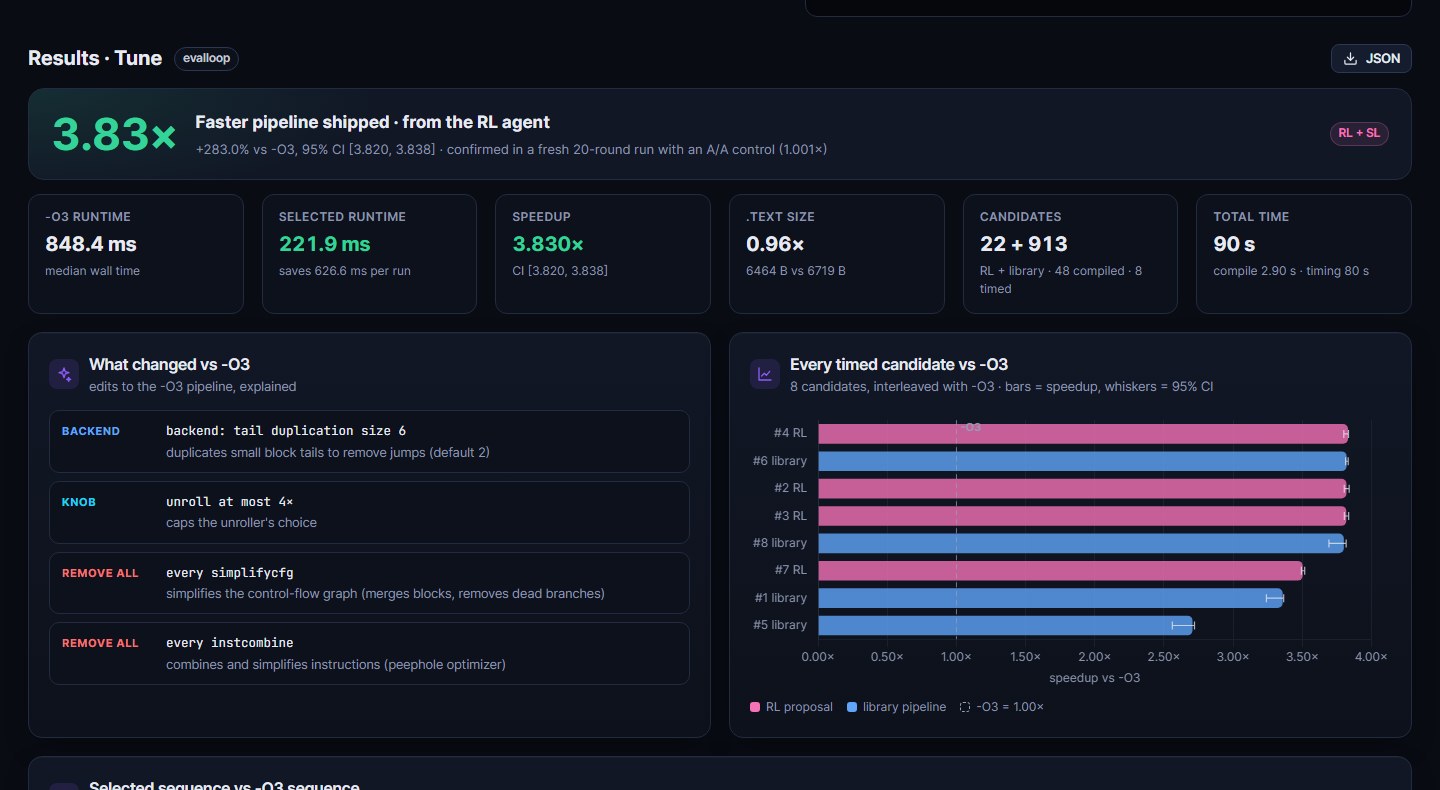 Results · Tune evalloop JSON
3.83×
Faster pipeline shipped · from the RL agent
+283.0% vs -O3, 95% CI [3.820, 3.838] · confirmed in a fresh 20-round run with an A/A control (1.001×)
RL + SL
-O3 RUNTIME
848.4 ms
median wall time
SELECTED RUNTIME
221.9 ms
saves 626.6 ms per run
SPEEDUP
3.830×
CI [3.820, 3.838]
.TEXT SIZE
0.96×
6464 B vs 6719 B
CANDIDATES
22 + 913
RL + library · 48 compiled · 8
timed
TOTAL TIME
90 s
compile 2.90 s · timing 80 s
What changed vs -O3
edits to the -O3 pipeline, explained
BACKEND backend: tail duplication size 6
duplicates small block tails to remove jumps (default 2)
KNOB unroll at most 4×
caps the unroller's choice
REMOVE ALL every simplifycfg
simplifies the control-flow graph (merges blocks, removes dead branches)
REMOVE ALL every instcombine
combines and simplifies instructions (peephole optimizer)
Every timed candidate vs -O3
8 candidates, interleaved with -O3 · bars = speedup, whiskers = 95% CI
-O3
#4 RL
#6 library
#2 RL
#3 RL
#8 library
#7 RL
#1 library
#5 library
0.00× 0.50× 1.00× 1.50× 2.00× 2.50× 3.00× 3.50× 4.00×
speedup vs -O3
RL proposal library pipeline -O3 = 1.00×
Selected sequence vs -O3 sequence